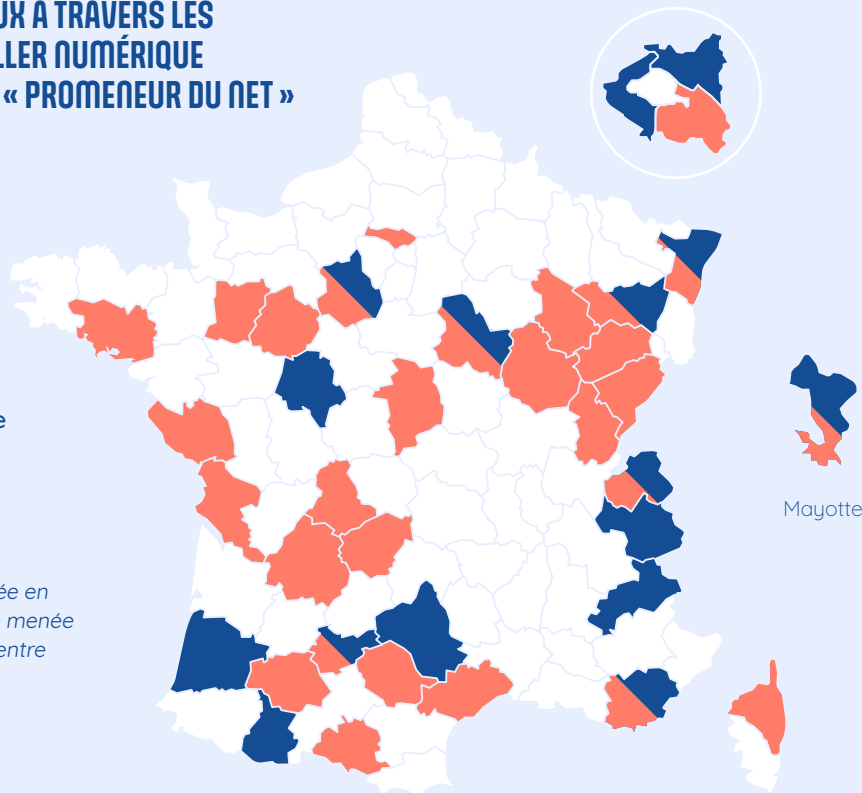 UX À TRAVERS LES
LLER NUMÉRIQUE
« PROMENEUR DU NET »
e
Mayotte
ée en
menée
entre